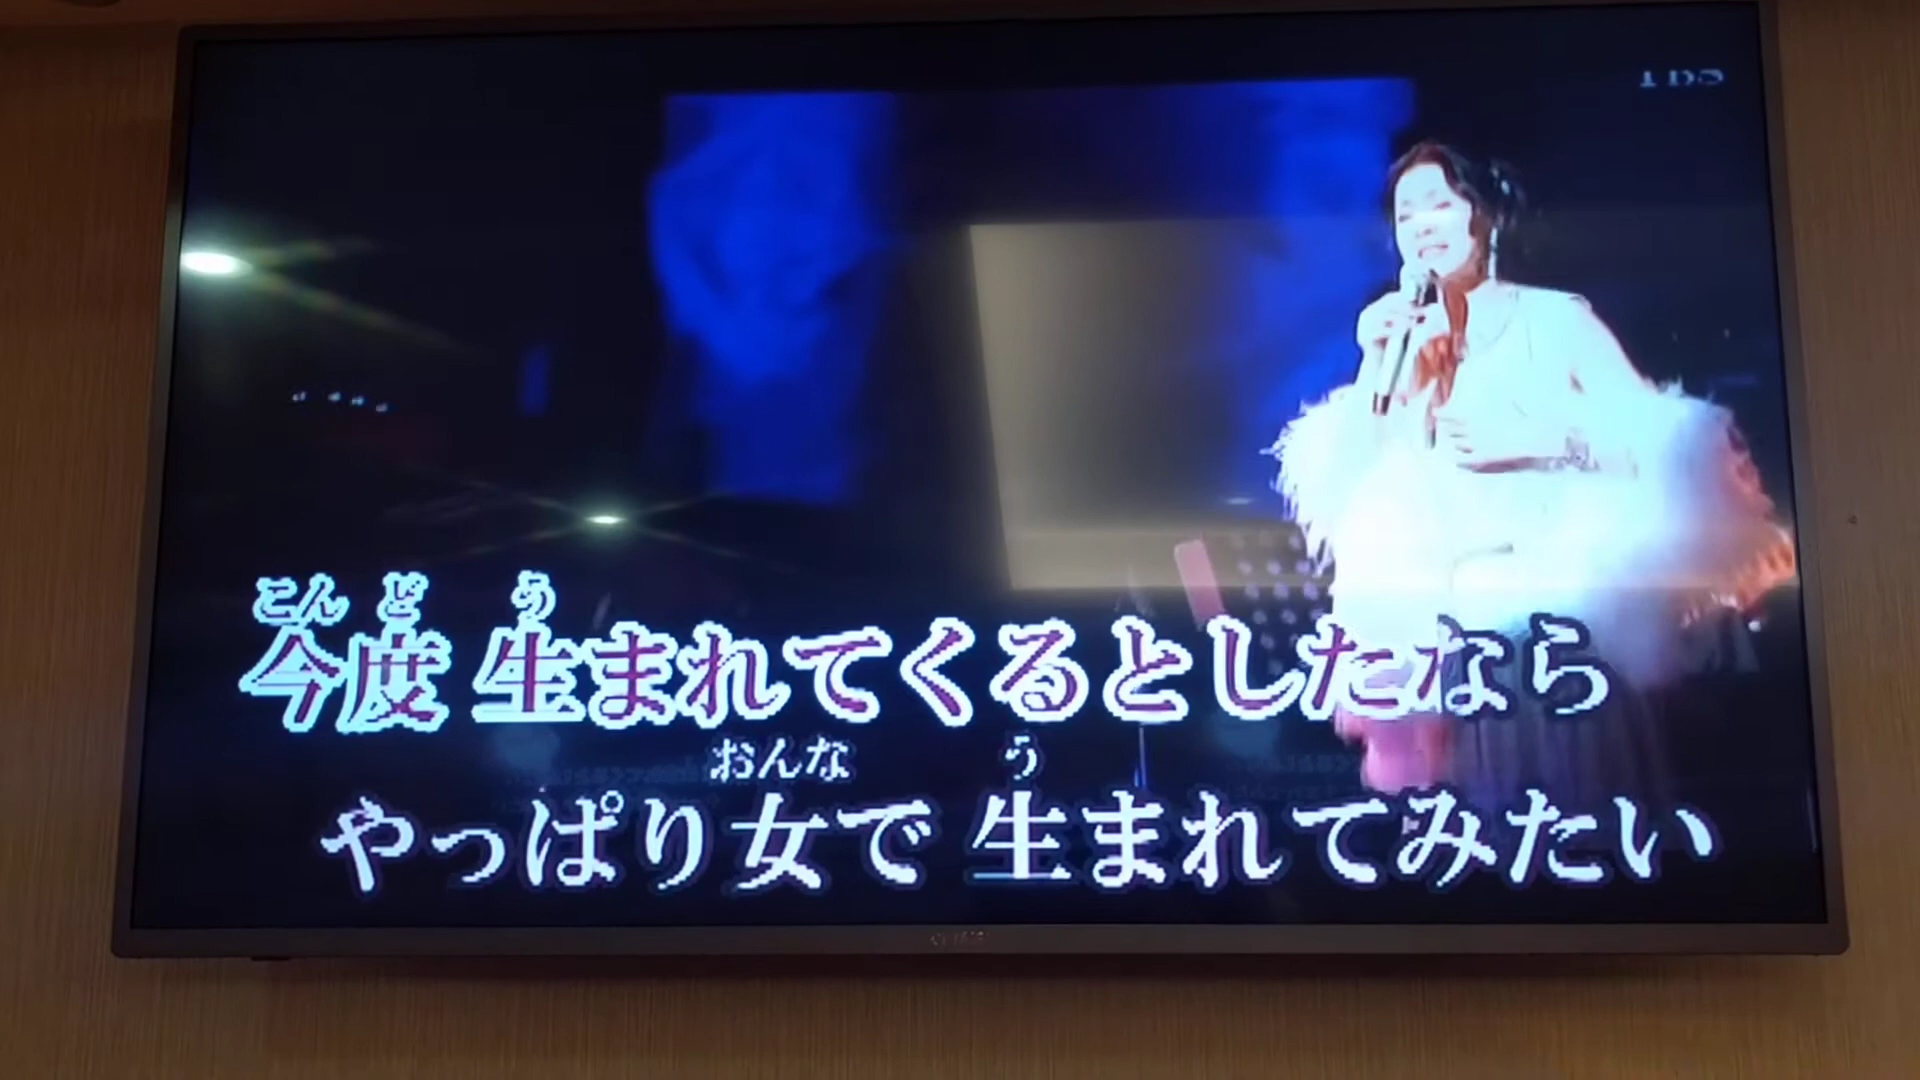 TBS
こんど う
今度 生まれてくるとしたなら
おんな う
やっぱり女で 生まれてみたい